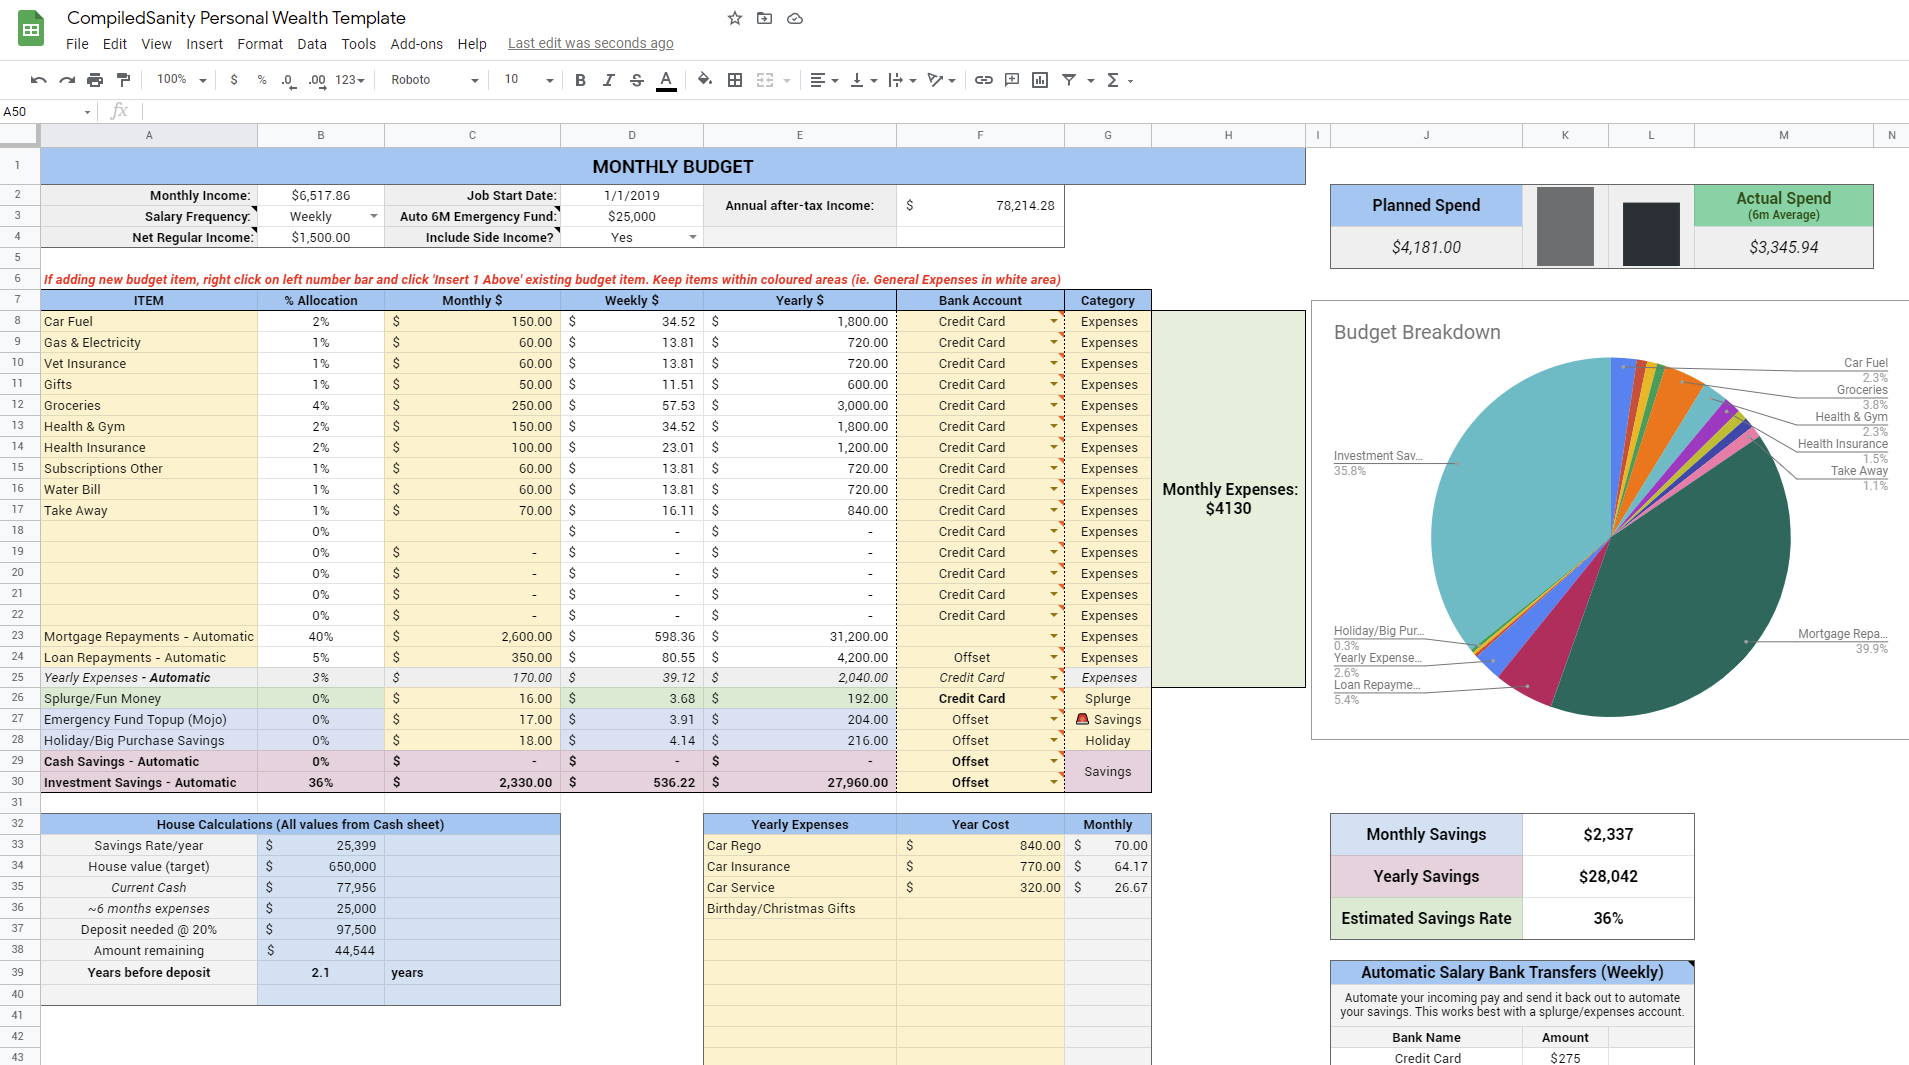 CompiledSanity Personal Wealth Template
File Edit View Insert Format Data Tools Add-ons Help Last edit was seconds ago
100% $ % .0 .00 123 Roboto 10 B I S A
A50 fx
A B C D E F G H I J K L M N
1 MONTHLY BUDGET
2 Monthly Income: $6,517.86 Job Start Date: 1/1/2019
3 Salary Frequency: Weekly Auto 6M Emergency Fund: $25,000
Annual after-tax Income: $ 78,214.28
4 Net Regular Income: $1,500.00 Include Side Income? Yes
Planned Spend Actual Spend
(6m Average)
$4,181.00 $3,345.94
5
6 If adding new budget item, right click on left number bar and click 'Insert 1 Above' existing budget item. Keep items within coloured areas (ie. General Expenses in white area)
7 ITEM % Allocation Monthly $ Weekly $ Yearly $ Bank Account Category
8 Car Fuel 2% $ 150.00 $ 34.52 $ 1,800.00 Credit Card Expenses
9 Gas & Electricity 1% $ 60.00 $ 13.81 $ 720.00 Credit Card Expenses
10 Vet Insurance 1% $ 60.00 $ 13.81 $ 720.00 Credit Card Expenses
11 Gifts 1% $ 50.00 $ 11.51 $ 600.00 Credit Card Expenses
12 Groceries 4% $ 250.00 $ 57.53 $ 3,000.00 Credit Card Expenses
13 Health & Gym 2% $ 150.00 $ 34.52 $ 1,800.00 Credit Card Expenses
14 Health Insurance 2% $ 100.00 $ 23.01 $ 1,200.00 Credit Card Expenses
15 Subscriptions Other 1% $ 60.00 $ 13.81 $ 720.00 Credit Card Expenses
16 Water Bill 1% $ 60.00 $ 13.81 $ 720.00 Credit Card Expenses
17 Take Away 1% $ 70.00 $ 16.11 $ 840.00 Credit Card Expenses
18 0% $ - $ - Credit Card Expenses
19 0% $ - $ - $ - Credit Card Expenses
20 0% $ - $ - $ - Credit Card Expenses
21 0% $ - $ - $ - Credit Card Expenses
22 0% $ - $ - $ - Credit Card Expenses
23 Mortgage Repayments - Automatic 40% $ 2,600.00 $ 598.36 $ 31,200.00 Expenses
24 Loan Repayments - Automatic 5% $ 350.00 $ 80.55 $ 4,200.00 Offset Expenses
25 Yearly Expenses - Automatic 3% $ 170.00 $ 39.12 $ 2,040.00 Credit Card Expenses
26 Splurge/Fun Money 0% $ 16.00 $ 3.68 $ 192.00 Credit Card Splurge
27 Emergency Fund Topup (Mojo) 0% $ 17.00 $ 3.91 $ 204.00 Offset 🚨 Savings
28 Holiday/Big Purchase Savings 0% $ 18.00 $ 4.14 $ 216.00 Offset Holiday
29 Cash Savings - Automatic 0% $ - $ - $ - Offset
Savings
30 Investment Savings - Automatic 36% $ 2,330.00 $ 536.22 $ 27,960.00 Offset
Monthly Expenses:
$4130
Budget Breakdown
Car Fuel
2.3%
Groceries
3.8%
Health & Gym
2.3%
Health Insurance
1.5%
Take Away
1.1%
Investment Sav...
35.8%
Holiday/Big Pur...
0.3%
Yearly Expense...
2.6%
Loan Repayme...
5.4%
Mortgage Repa...
39.9%
31
32 House Calculations (All values from Cash sheet) Yearly Expenses Year Cost Monthly
33 Savings Rate/year $ 25,399 Car Rego $ 840.00 $ 70.00
34 House value (target) $ 650,000 Car Insurance $ 770.00 $ 64.17
35 Current Cash $ 77,956 Car Service $ 320.00 $ 26.67
36 ~6 months expenses $ 25,000 Birthday/Christmas Gifts
37 Deposit needed @ 20% $ 97,500
38 Amount remaining $ 44,544
39 Years before deposit 2.1 years
40
41
42
43
Monthly Savings $2,337
Yearly Savings $28,042
Estimated Savings Rate 36%
Automatic Salary Bank Transfers (Weekly)
Automate your incoming pay and send it back out to automate
your savings. This works best with a splurge/expenses account.
Bank Name Amount
Credit Card $275